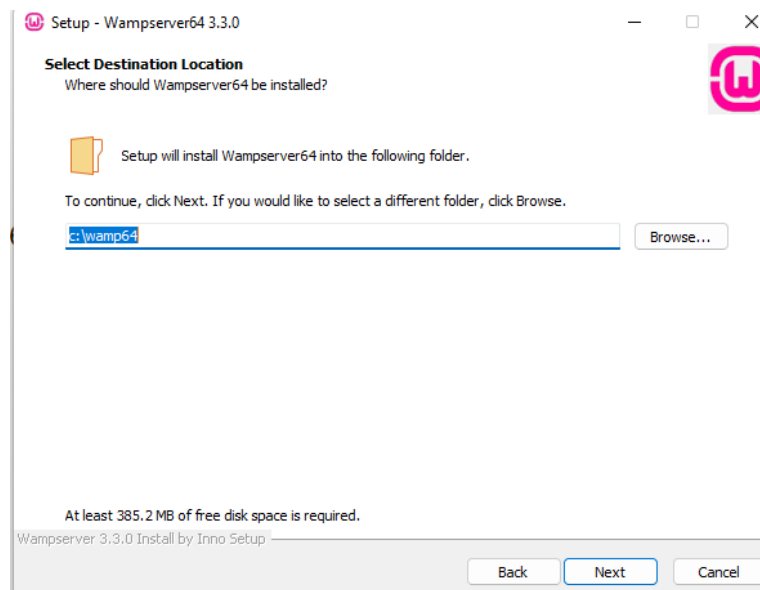 Setup - Wampserver64 3.3.0
Select Destination Location
Where should Wampserver64 be installed?
Setup will install Wampserver64 into the following folder.
To continue, click Next. If you would like to select a different folder, click Browse.
c:\wamp64
Browse...
At least 385.2 MB of free disk space is required.
Wampserver 3.3.0 Install by Inno Setup
Back
Next
Cancel